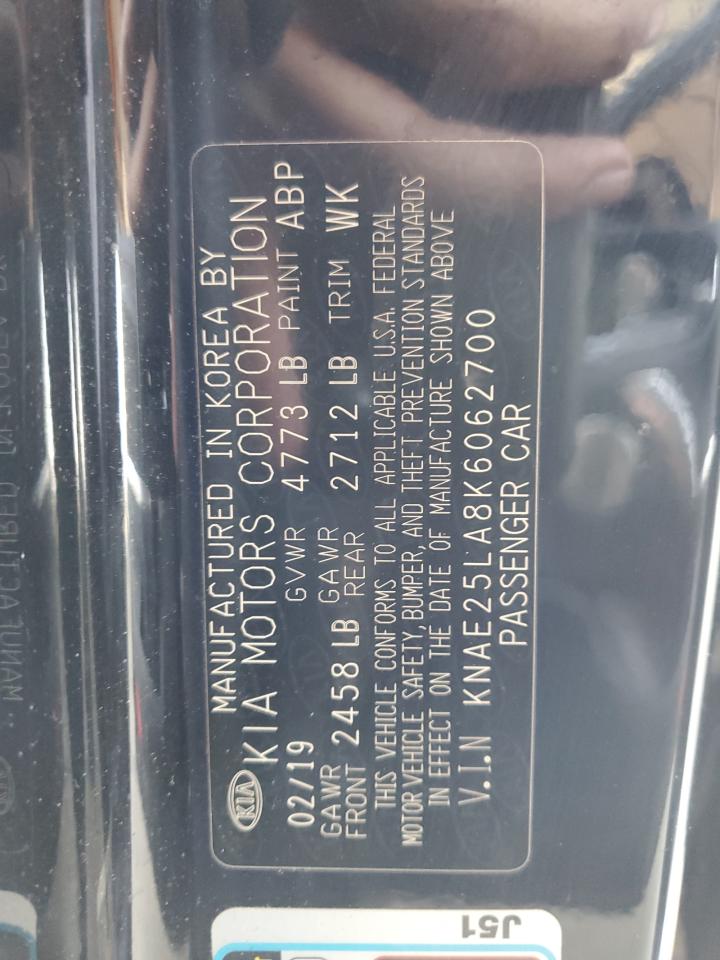 MANUFACTURED IN KOREA BY
KIA KIA MOTORS CORPORATION
02/19 GVWR 4773 LB PAINT ABP
GAWR FRONT 2458 LB GAWR REAR 2712 LB TRIM WK
THIS VEHICLE CONFORMS TO ALL APPLICABLE U.S.A. FEDERAL
MOTOR VEHICLE SAFETY, BUMPER, AND THEFT PREVENTION STANDARDS
IN EFFECT ON THE DATE OF MANUFACTURE SHOWN ABOVE
V.I.N KNAE25LA8K6062700
PASSENGER CAR
J51